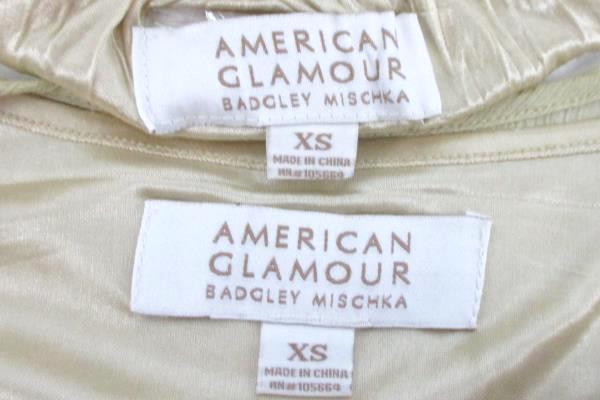 AMERICAN
GLAMOUR
BADGLEY MISCHKA
XS
MADE IN CHINA
RN#105664
AMERICAN
GLAMOUR
BADGLEY MISCHKA
XS
MADE IN CHINA
RN#105664